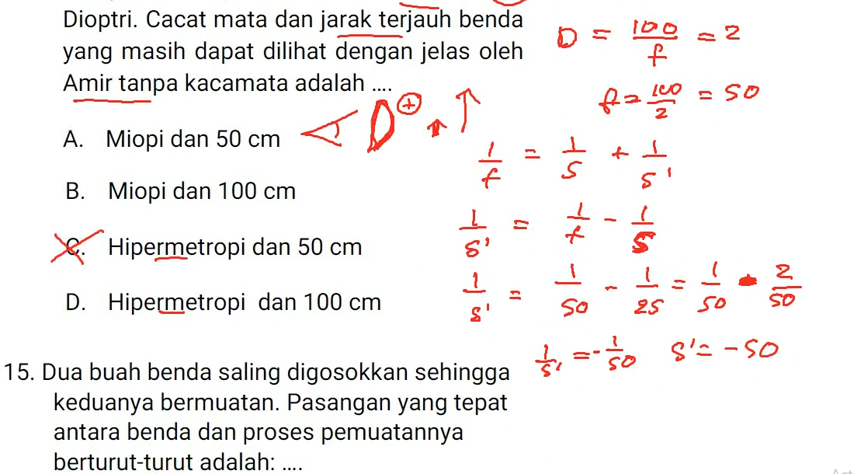 Dioptri. Cacat mata dan jarak terjauh benda
yang masih dapat dilihat dengan jelas oleh
Amir tanpa kacamata adalah ....
A. Miopi dan 50 cm
B. Miopi dan 100 cm
C. Hipermetropi dan 50 cm
D. Hipermetropi dan 100 cm
D = 100/f = 2
f = 100/2 = 50
+
1/f = 1/s + 1/s'
1/s' = 1/f - 1/s
1/s' = 1/50 - 1/25 = 1/50 - 2/50
1/s' = - 1/50 s' = -50
15. Dua buah benda saling digosokkan sehingga
keduanya bermuatan. Pasangan yang tepat
antara benda dan proses pemuatannya
berturut-turut adalah: ....